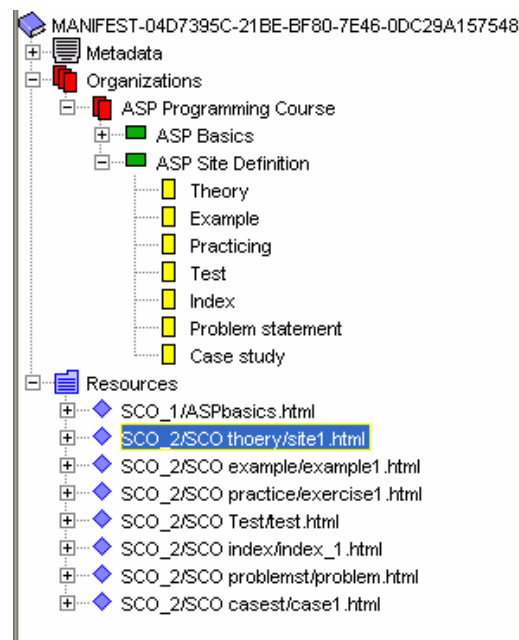 MANIFEST-04D7395C-21BE-BF80-7E46-0DC29A157548
Metadata
Organizations
ASP Programming Course
ASP Basics
ASP Site Definition
Theory
Example
Practicing
Test
Index
Problem statement
Case study
Resources
SCO_1/ASPbasics.html
SCO_2/SCO thoery/site1.html
SCO_2/SCO example/example1.html
SCO_2/SCO practice/exercise1.html
SCO_2/SCO Test/test.html
SCO_2/SCO index/index_1.html
SCO_2/SCO problemst/problem.html
SCO_2/SCO casest/case1.html